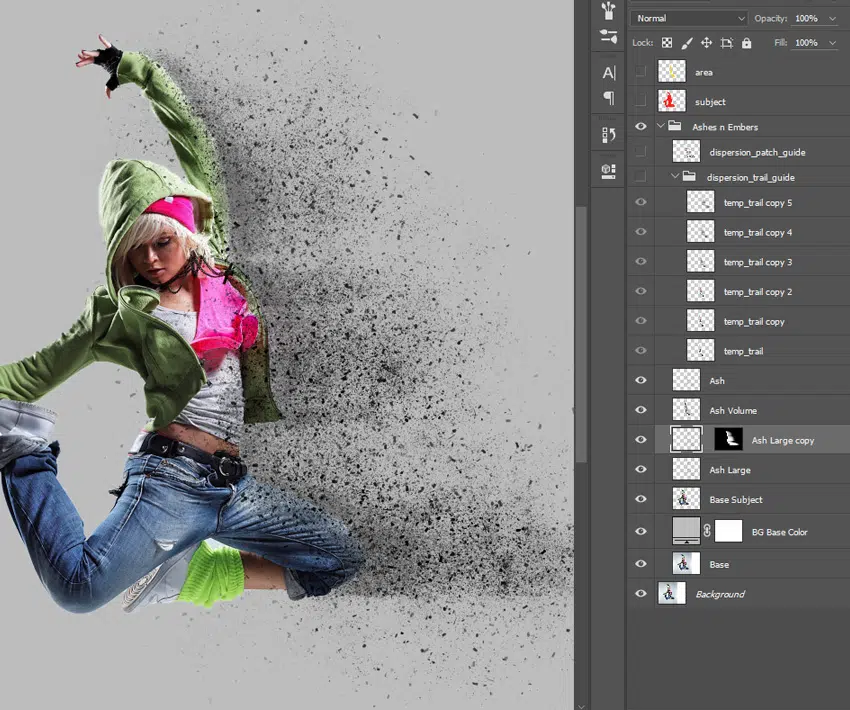 Normal
Opacity: 100%
Lock:
Fill: 100%
area
subject
Ashes n Embers
dispersion_patch_guide
dispersion_trail_guide
temp_trail copy 5
temp_trail copy 4
temp_trail copy 3
temp_trail copy 2
temp_trail copy
temp_trail
Ash
Ash Volume
Ash Large copy
Ash Large
Base Subject
BG Base Color
Base
Background